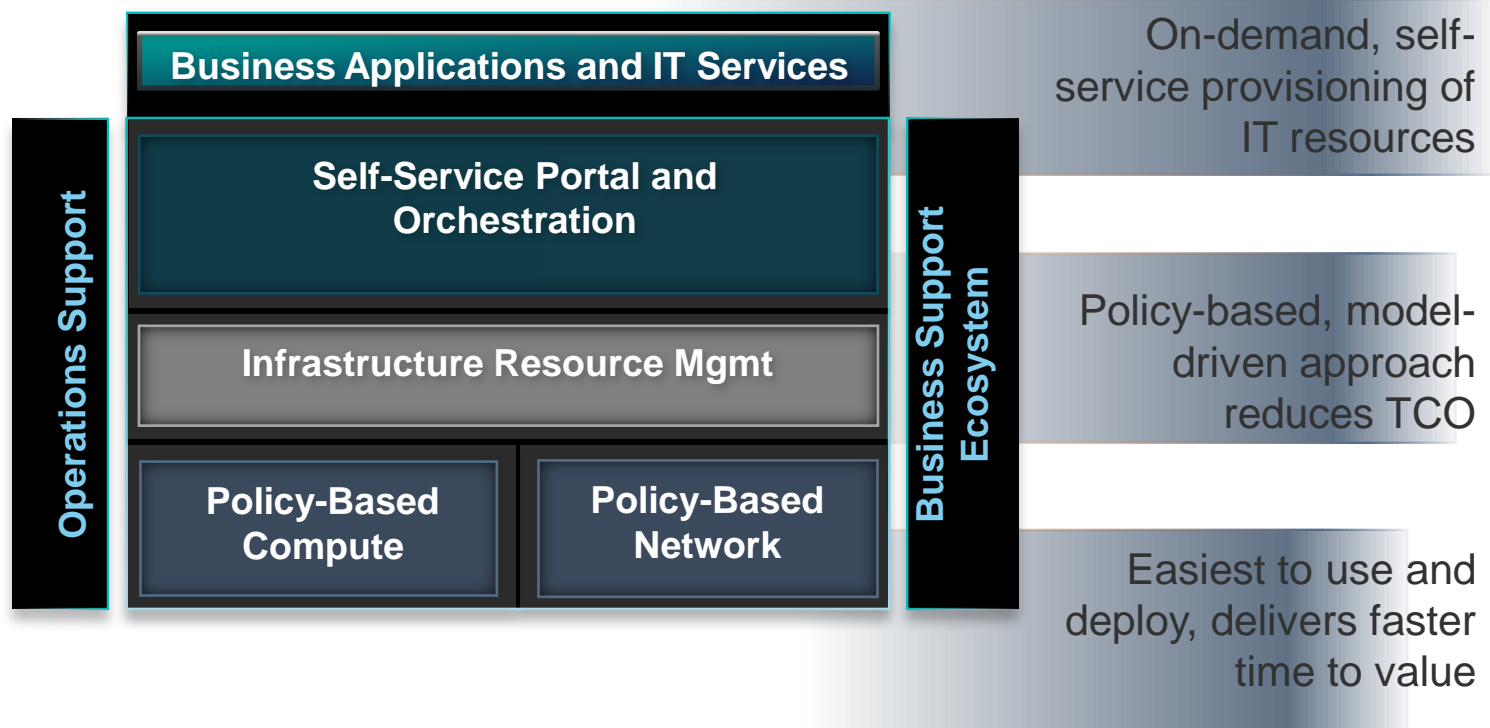 Business Applications and IT Services
Operations Support
Self-Service Portal and
Orchestration
Infrastructure Resource Mgmt
Policy-Based
Compute
Policy-Based
Network
Business Support
Ecosystem
On-demand, self-
service provisioning of
IT resources
Policy-based, model-
driven approach
reduces TCO
Easiest to use and
deploy, delivers faster
time to value